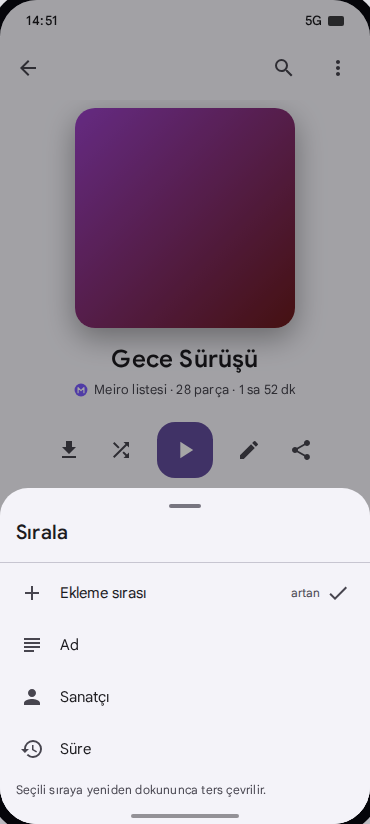 14:51
5G
Gece Sürüşü
Meiro listesi · 28 parça · 1 sa 52 dk
Sırala
Ekleme sırası artan
Ad
Sanatçı
Süre
Seçili sıraya yeniden dokununca ters çevrilir.